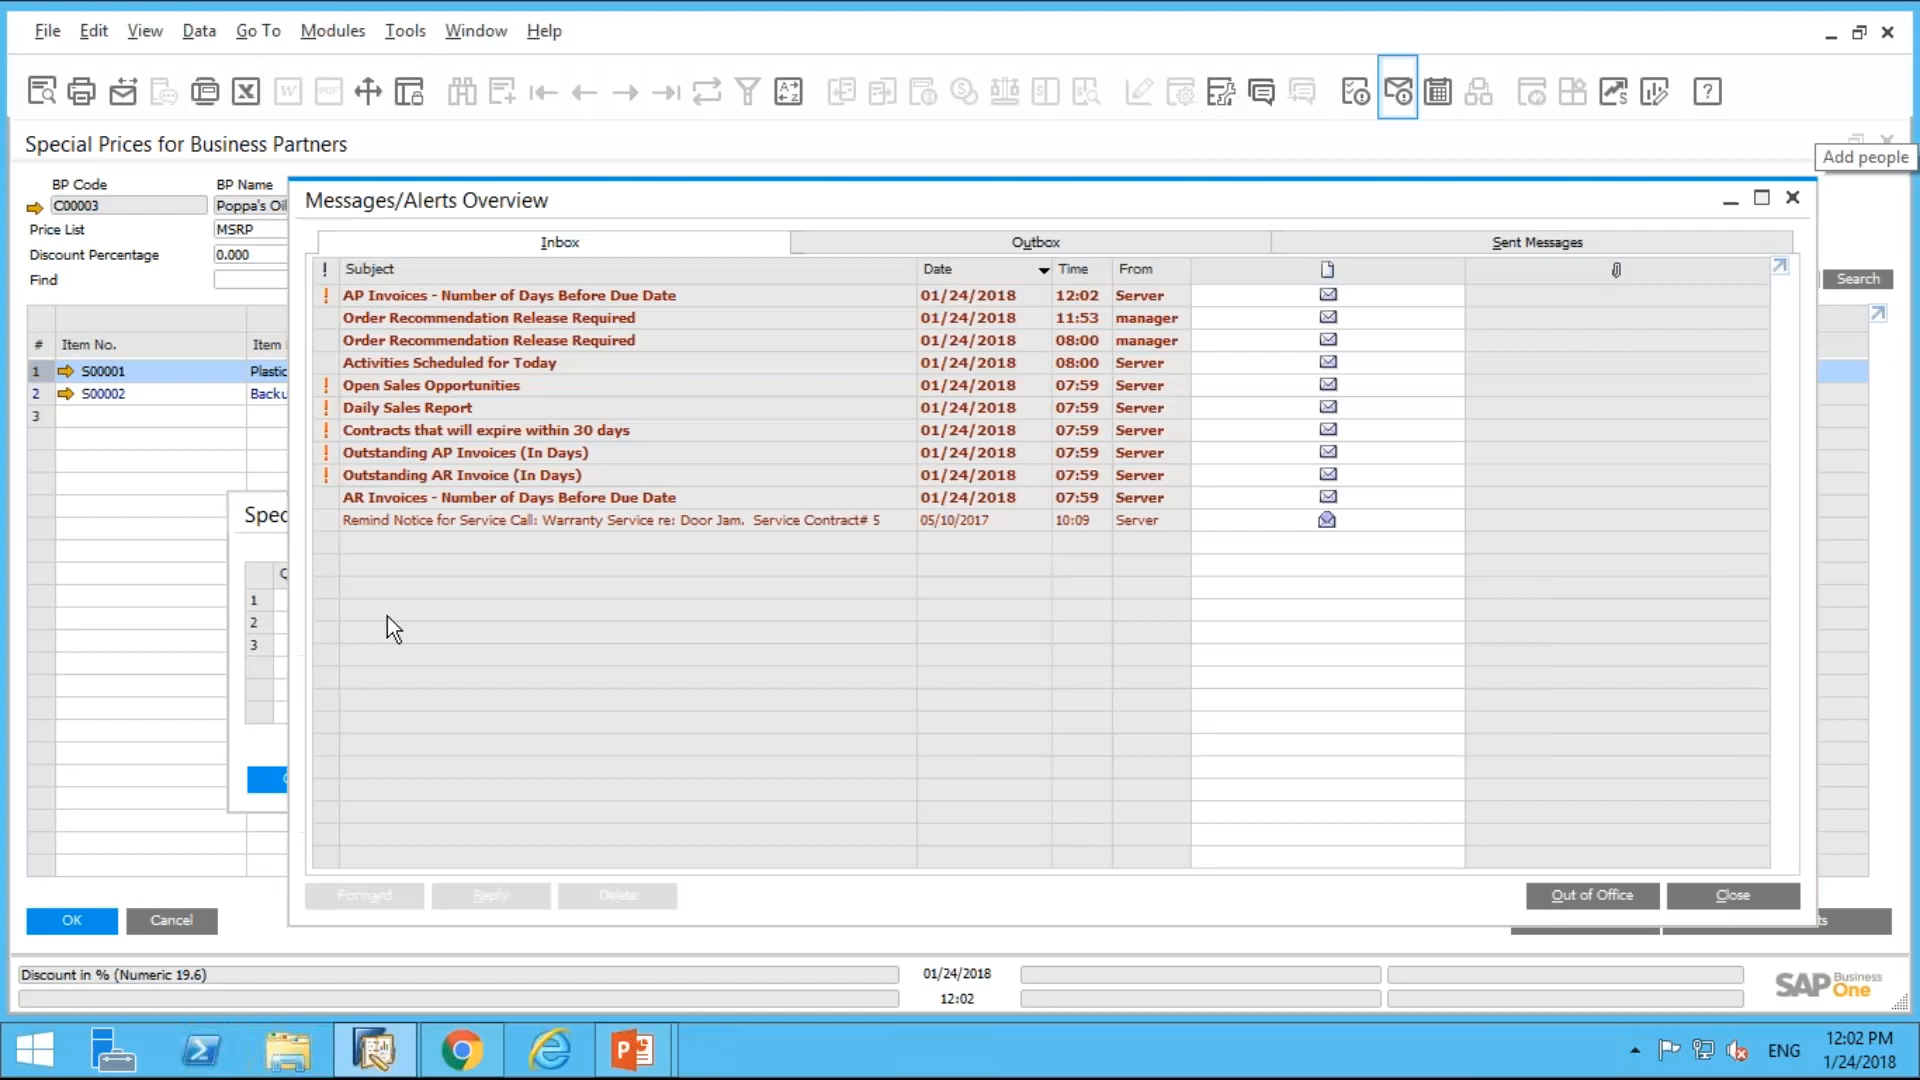 File Edit View Data Go To Modules Tools Window Help
Special Prices for Business Partners
Add people
BP Code BP Name
C00003 Poppa's Oil
Price List MSRP
Discount Percentage 0.000
Find
Search
# Item No. Item
1 S00001 Plastic
2 S00002 Backu
3
Messages/Alerts Overview
Inbox Outbox Sent Messages
! Subject Date Time From
! AP Invoices - Number of Days Before Due Date 01/24/2018 12:02 Server
Order Recommendation Release Required 01/24/2018 11:53 manager
Order Recommendation Release Required 01/24/2018 08:00 manager
Activities Scheduled for Today 01/24/2018 08:00 Server
! Open Sales Opportunities 01/24/2018 07:59 Server
! Daily Sales Report 01/24/2018 07:59 Server
! Contracts that will expire within 30 days 01/24/2018 07:59 Server
! Outstanding AP Invoices (In Days) 01/24/2018 07:59 Server
! Outstanding AR Invoice (In Days) 01/24/2018 07:59 Server
AR Invoices - Number of Days Before Due Date 01/24/2018 07:59 Server
Remind Notice for Service Call: Warranty Service re: Door Jam. Service Contract# 5 05/10/2017 10:09 Server
Spec
1
2
3
Forward Reply Delete Out of Office Close
OK Cancel ts
Discount in % (Numeric 19.6) 01/24/2018
12:02
SAP Business One
ENG
12:02 PM
1/24/2018